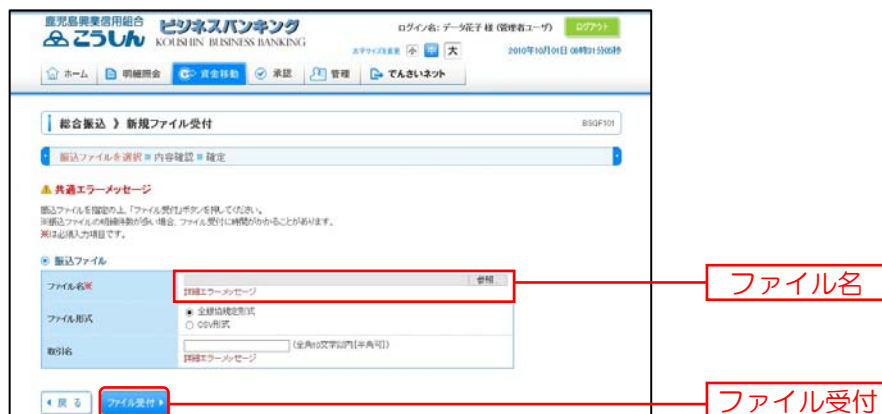 鹿児島興業信用組合
こうしん ビジネスバンキング
KOUSHIN BUSINESS BANKING
ログイン名: データ花子 様 (管理者ユーザ) ログアウト
文字サイズ変更 小 中 大 2010年10月01日 06時31分05秒
ホーム 明細照会 資金移動 承認 管理 でんさいネット
総合振込 》 新規ファイル受付 BSGF101
振込ファイルを選択 内容確認 確定
共通エラーメッセージ
振込ファイルを指定の上、「ファイル受付」ボタンを押してください。
※振込ファイルの明細件数が多い場合、ファイル受付に時間がかかることがあります。
※は必須入力項目です。
振込ファイル
ファイル名※ 参照...
詳細エラーメッセージ
ファイル名
ファイル形式 全銀協規定形式
CSV形式
取引名 (全角10文字以内[半角可])
詳細エラーメッセージ
戻る ファイル受付
ファイル受付